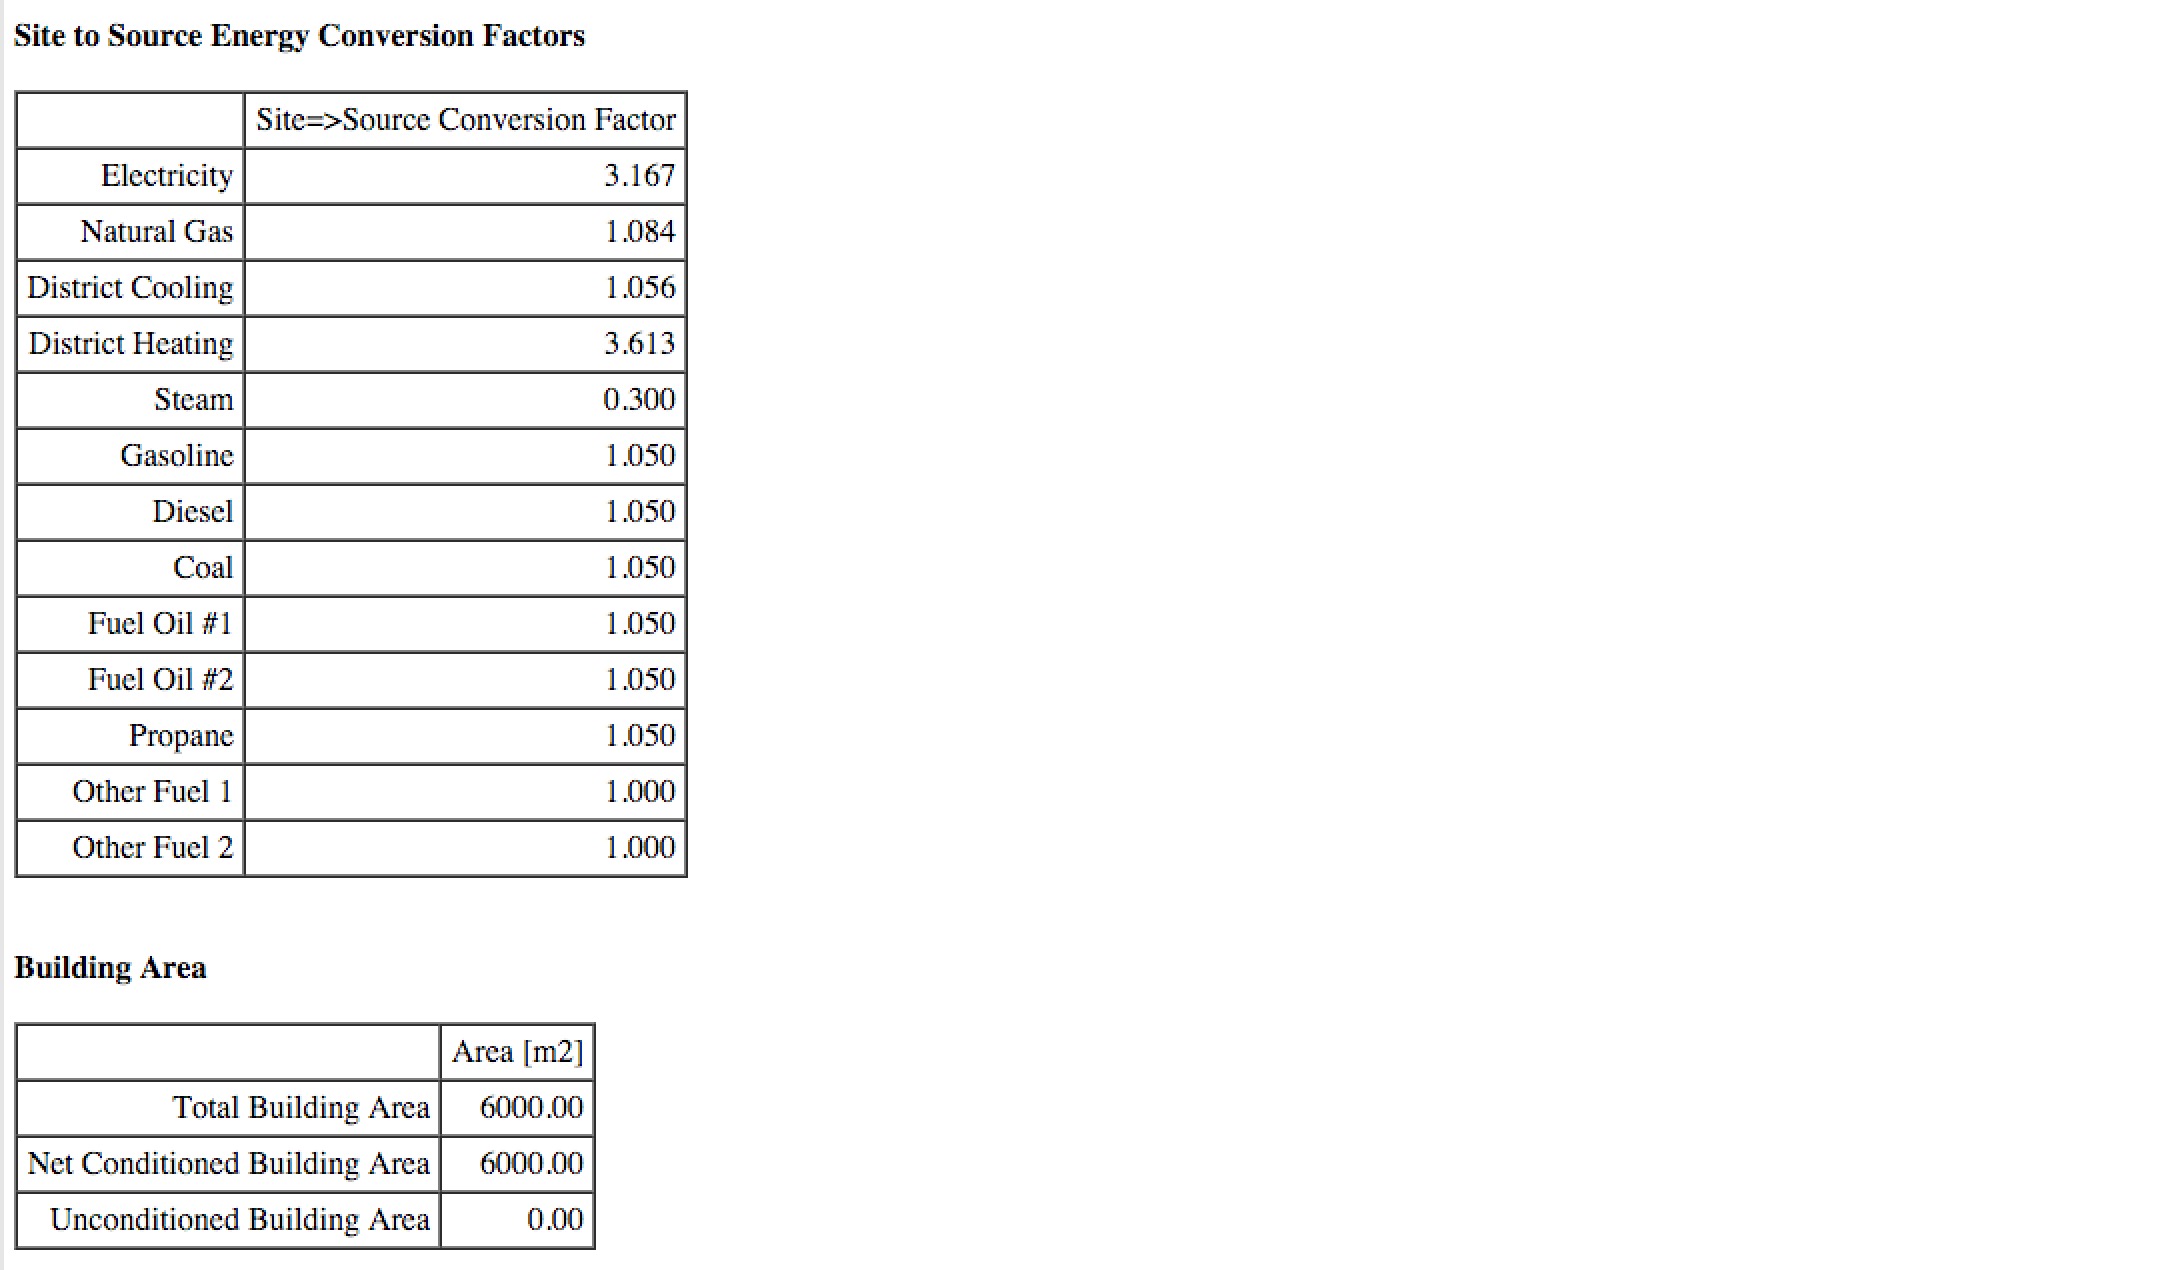 Site to Source Energy Conversion Factors
Site=>Source Conversion Factor
Electricity 3.167
Natural Gas 1.084
District Cooling 1.056
District Heating 3.613
Steam 0.300
Gasoline 1.050
Diesel 1.050
Coal 1.050
Fuel Oil #1 1.050
Fuel Oil #2 1.050
Propane 1.050
Other Fuel 1 1.000
Other Fuel 2 1.000
Building Area
Area [m2]
Total Building Area 6000.00
Net Conditioned Building Area 6000.00
Unconditioned Building Area 0.00